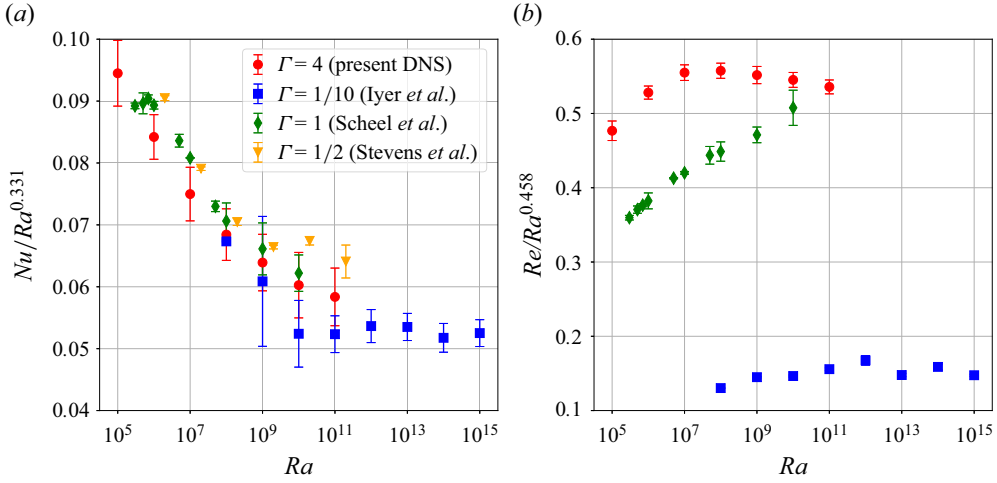 (a)
0.10
0.09
0.08
0.07
0.06
0.05
0.04
Nu/Ra^0.331
Γ = 4 (present DNS)
Γ = 1/10 (Iyer et al.)
Γ = 1 (Scheel et al.)
Γ = 1/2 (Stevens et al.)
10^5 10^7 10^9 10^11 10^13 10^15
Ra
(b)
0.6
0.5
0.4
0.3
0.2
0.1
Re/Ra^0.458
10^5 10^7 10^9 10^11 10^13 10^15
Ra